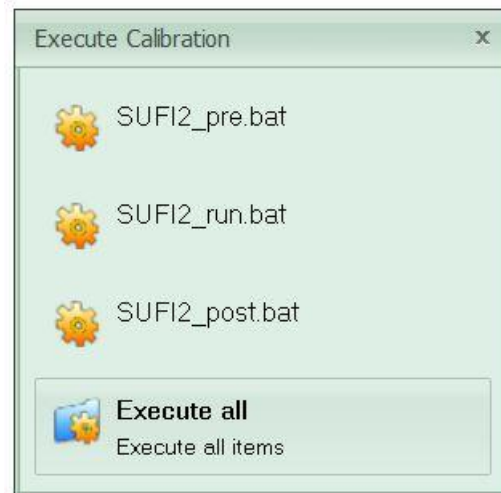 Execute Calibration
SUFI2_pre.bat
SUFI2_run.bat
SUFI2_post.bat
Execute all
Execute all items